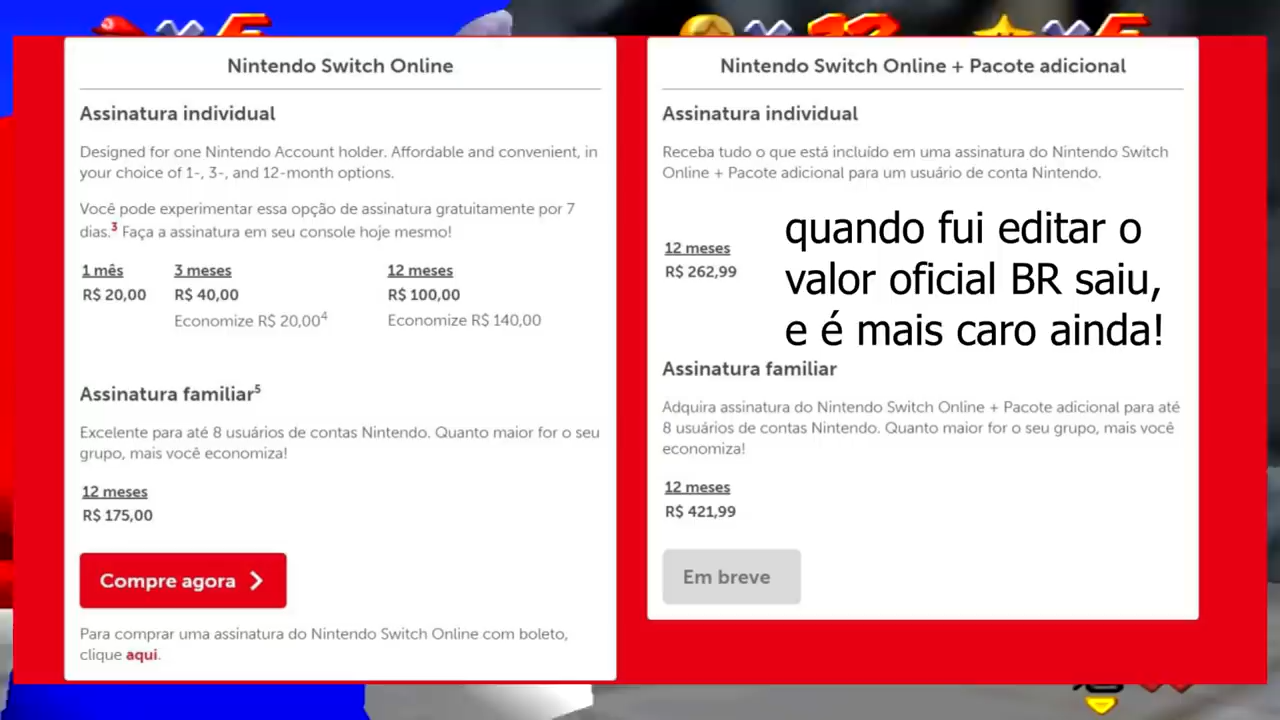 Nintendo Switch Online
Assinatura individual
Designed for one Nintendo Account holder. Affordable and convenient, in
your choice of 1-, 3-, and 12-month options.
Você pode experimentar essa opção de assinatura gratuitamente por 7
dias.3 Faça a assinatura em seu console hoje mesmo!
1 mês 3 meses 12 meses
R$ 20,00 R$ 40,00 R$ 100,00
Economize R$ 20,004 Economize R$ 140,00
Assinatura familiar5
Excelente para até 8 usuários de contas Nintendo. Quanto maior for o seu
grupo, mais você economiza!
12 meses
R$ 175,00
Compre agora
Para comprar uma assinatura do Nintendo Switch Online com boleto,
clique aqui.
Nintendo Switch Online + Pacote adicional
Assinatura individual
Receba tudo o que está incluído em uma assinatura do Nintendo Switch
Online + Pacote adicional para um usuário de conta Nintendo.
12 meses
R$ 262,99
quando fui editar o
valor oficial BR saiu,
e é mais caro ainda!
Assinatura familiar
Adquira assinatura do Nintendo Switch Online + Pacote adicional para até
8 usuários de contas Nintendo. Quanto maior for o seu grupo, mais você
economiza!
12 meses
R$ 421,99
Em breve